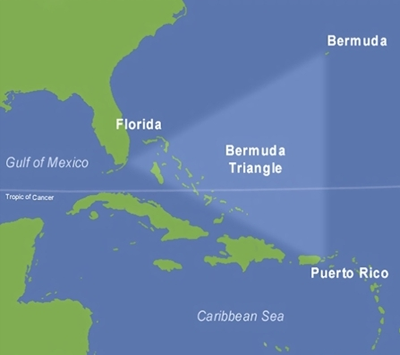 Bermuda
Florida
Bermuda
Triangle
Gulf of Mexico
Tropic of Cancer
Puerto Rico
Caribbean Sea